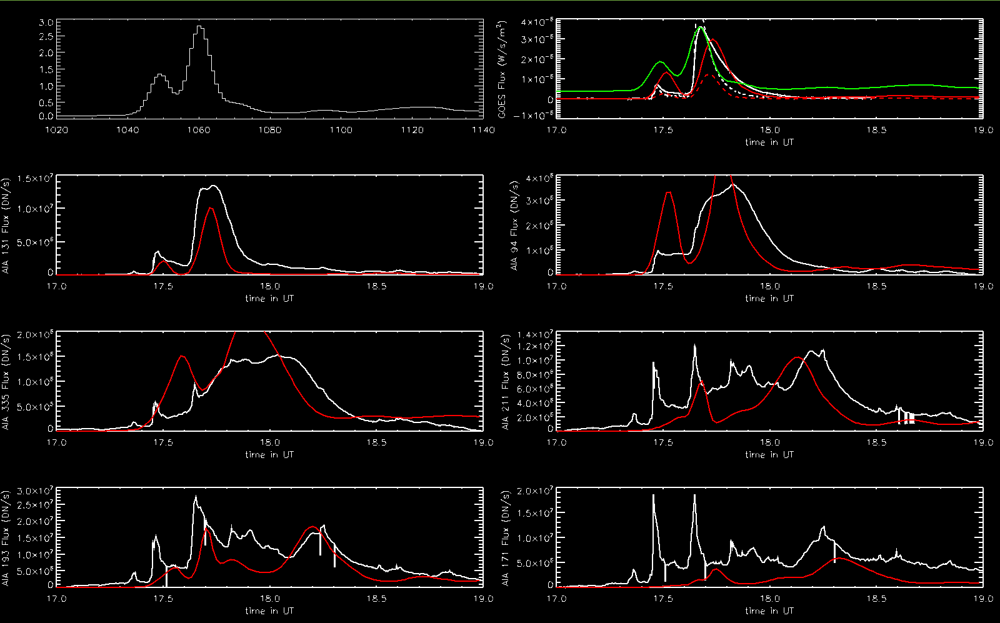 3.0
2.5
2.0
1.5
1.0
0.5
0.0
1020 1040 1060 1080 1100 1120 1140
GOES Flux (W/s/m²)
4×10⁻⁶
3×10⁻⁶
2×10⁻⁶
1×10⁻⁶
0
−1×10⁻⁶
17.0 17.5 18.0 18.5 19.0
time in UT
AIA 131 Flux (DN/s)
1.5×10⁷
1.0×10⁷
5.0×10⁶
0
17.0 17.5 18.0 18.5 19.0
time in UT
AIA 94 Flux (DN/s)
4×10⁶
3×10⁶
2×10⁶
1×10⁶
0
17.0 17.5 18.0 18.5 19.0
time in UT
AIA 335 Flux (DN/s)
2.0×10⁶
1.5×10⁶
1.0×10⁶
5.0×10⁵
0
17.0 17.5 18.0 18.5 19.0
time in UT
AIA 211 Flux (DN/s)
1.4×10⁷
1.2×10⁷
1.0×10⁷
8.0×10⁶
6.0×10⁶
4.0×10⁶
2.0×10⁶
0
17.0 17.5 18.0 18.5 19.0
time in UT
AIA 193 Flux (DN/s)
3.0×10⁷
2.5×10⁷
2.0×10⁷
1.5×10⁷
1.0×10⁷
5.0×10⁶
0
17.0 17.5 18.0 18.5 19.0
time in UT
AIA 171 Flux (DN/s)
2.0×10⁷
1.5×10⁷
1.0×10⁷
5.0×10⁶
0
17.0 17.5 18.0 18.5 19.0
time in UT